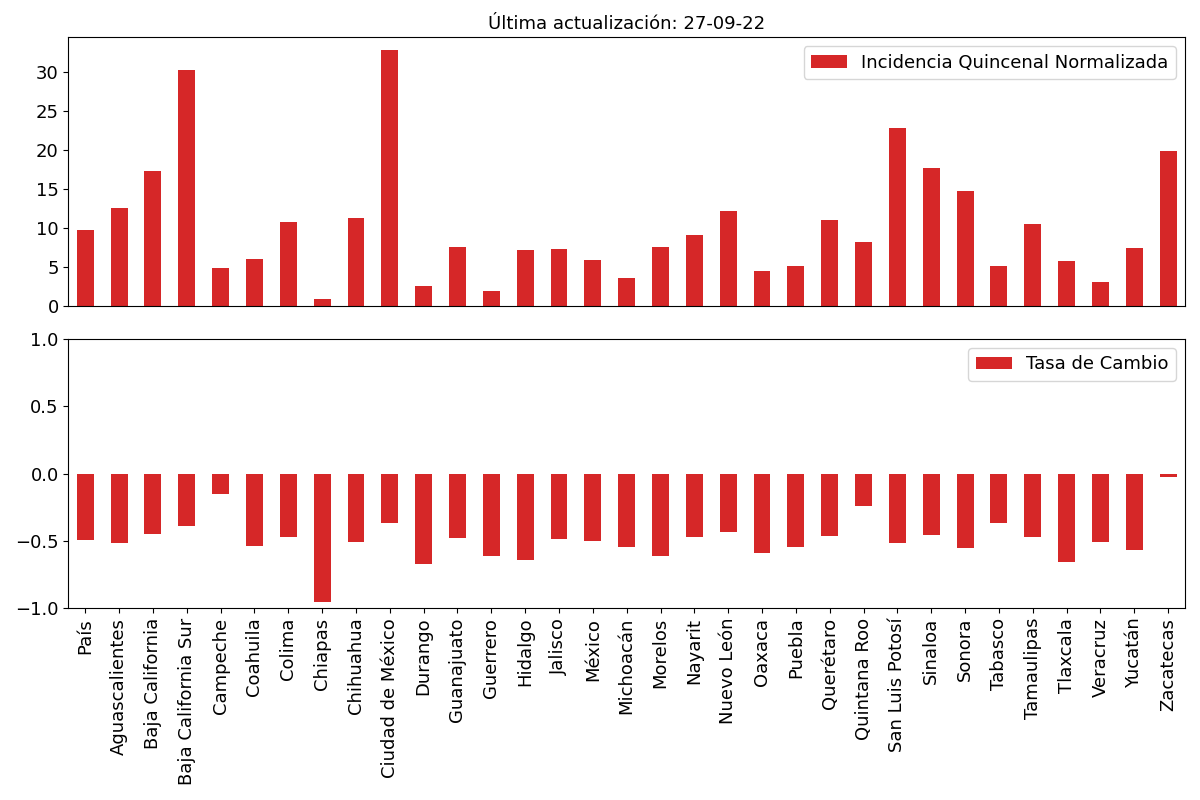 Última actualización: 27-09-22
Incidencia Quincenal Normalizada
30
25
20
15
10
5
0
Tasa de Cambio
1.0
0.5
0.0
−0.5
−1.0
País
Aguascalientes
Baja California
Baja California Sur
Campeche
Coahuila
Colima
Chiapas
Chihuahua
Ciudad de México
Durango
Guanajuato
Guerrero
Hidalgo
Jalisco
México
Michoacán
Morelos
Nayarit
Nuevo León
Oaxaca
Puebla
Querétaro
Quintana Roo
San Luis Potosí
Sinaloa
Sonora
Tabasco
Tamaulipas
Tlaxcala
Veracruz
Yucatán
Zacatecas